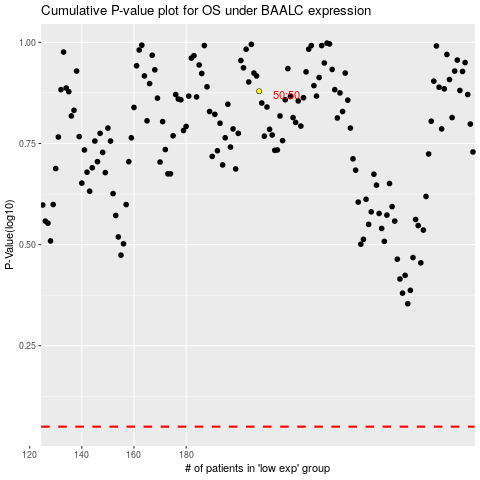 Cumulative P-value plot for OS under BAALC expression
P-Value(log10)
1.00
0.75
0.50
0.25
50:50
120 140 160 180
# of patients in 'low exp' group